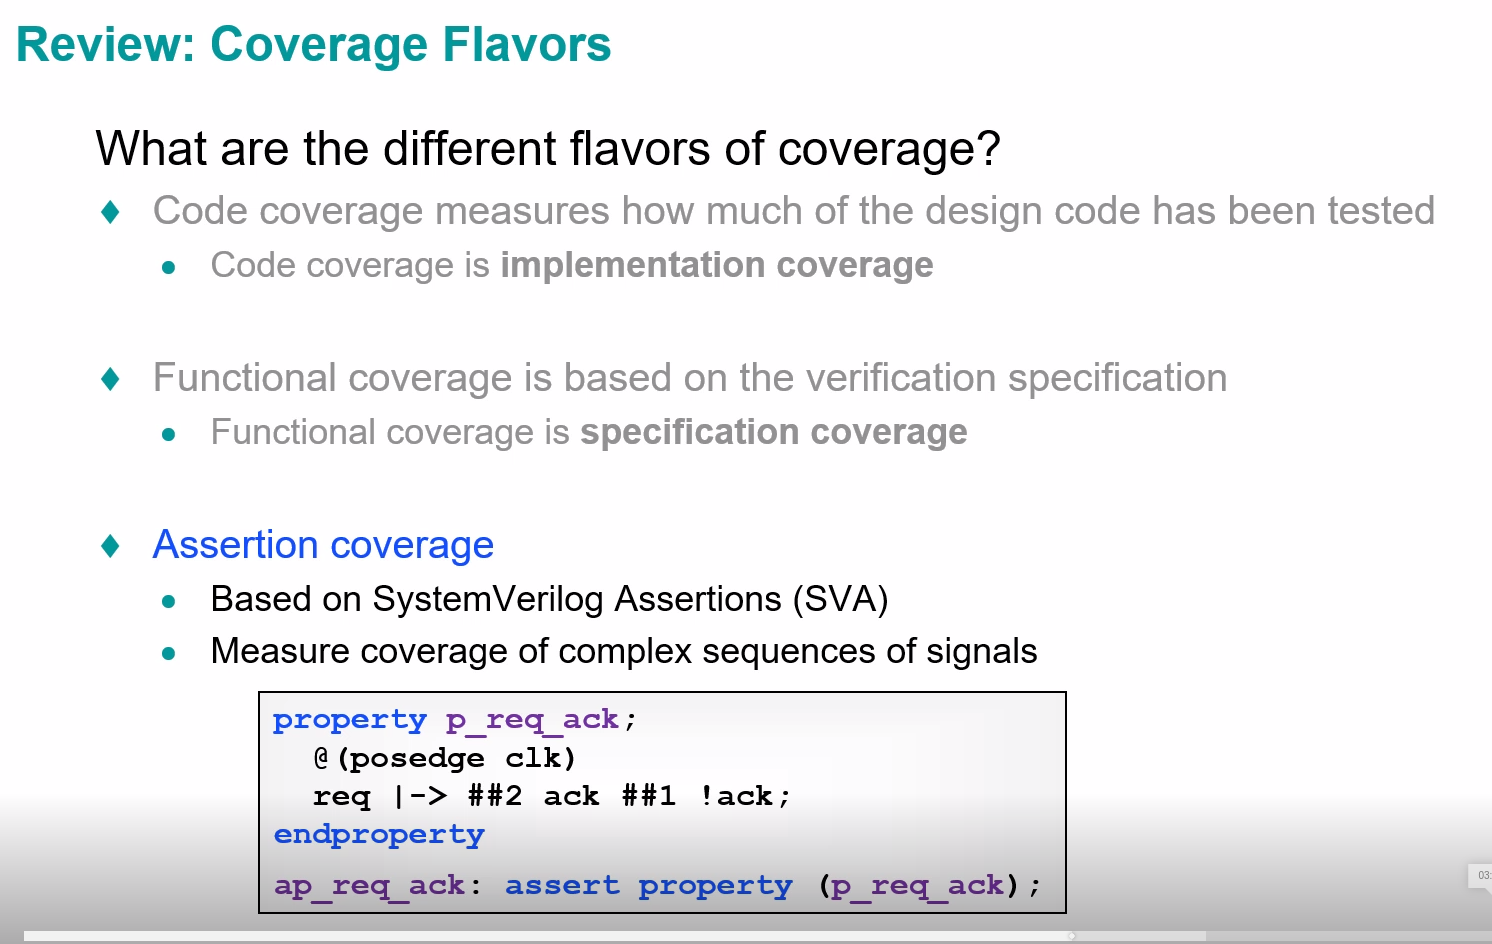 Review: Coverage Flavors
What are the different flavors of coverage?
Code coverage measures how much of the design code has been tested
Code coverage is implementation coverage
Functional coverage is based on the verification specification
Functional coverage is specification coverage
Assertion coverage
Based on SystemVerilog Assertions (SVA)
Measure coverage of complex sequences of signals
property p_req_ack;
@(posedge clk)
req |-> ##2 ack ##1 !ack;
endproperty
ap_req_ack: assert property (p_req_ack);
03: